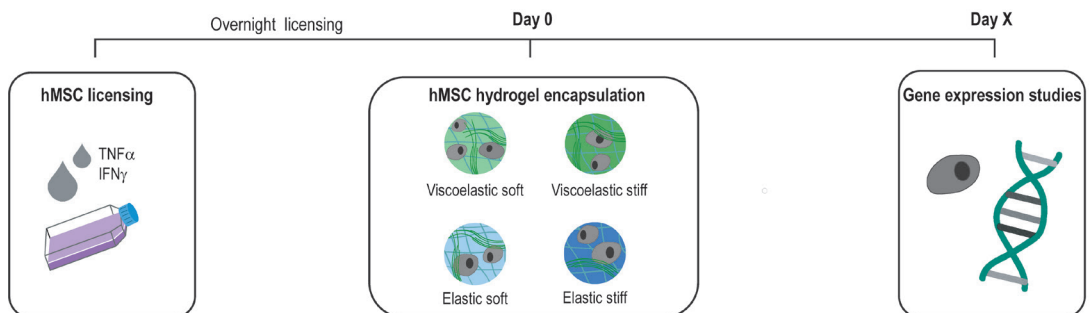 Overnight licensing
Day 0
Day X
hMSC licensing
TNFα
IFNγ
hMSC hydrogel encapsulation
Viscoelastic soft
Viscoelastic stiff
Elastic soft
Elastic stiff
Gene expression studies